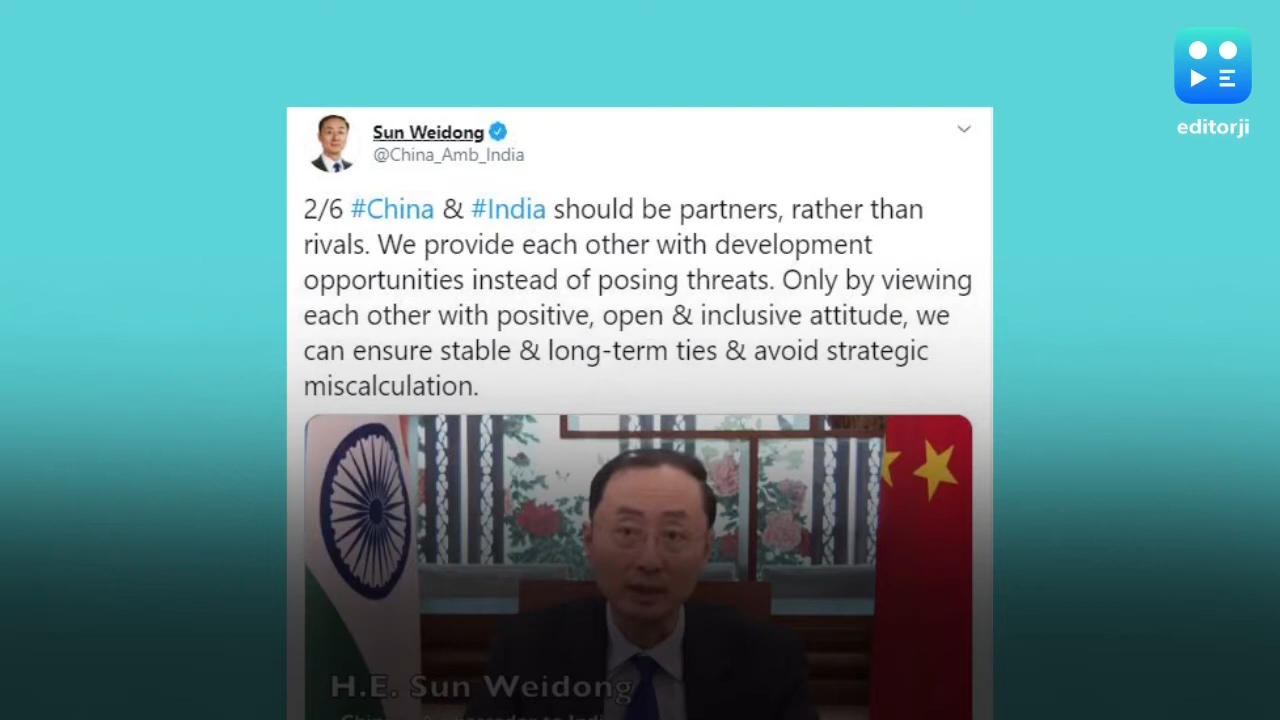 editorji
Sun Weidong
@China_Amb_India
2/6 #China & #India should be partners, rather than
rivals. We provide each other with development
opportunities instead of posing threats. Only by viewing
each other with positive, open & inclusive attitude, we
can ensure stable & long-term ties & avoid strategic
miscalculation.
H.E. Sun Weidong